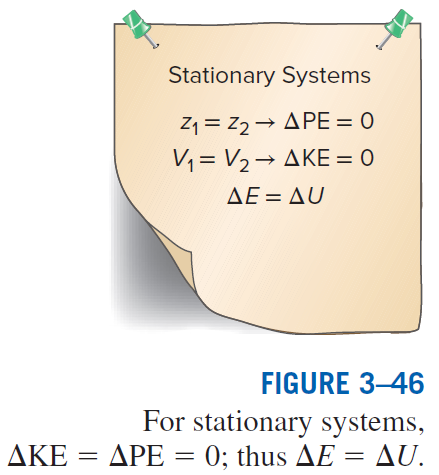 Stationary Systems
z₁ = z₂ → ΔPE = 0
V₁ = V₂ → ΔKE = 0
ΔE = ΔU
FIGURE 3–46
For stationary systems,
ΔKE = ΔPE = 0; thus ΔE = ΔU.